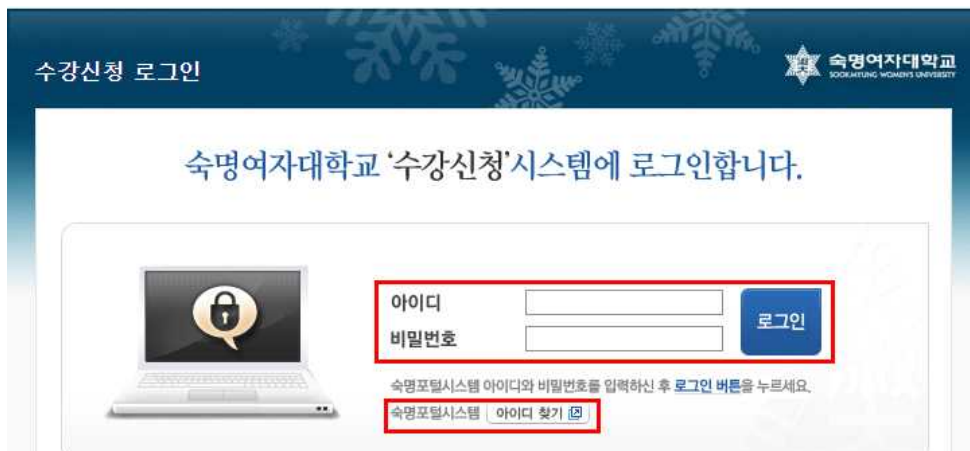 수강신청 로그인
숙명여자대학교
SOOKMYUNG WOMEN'S UNIVERSITY
숙명여자대학교 '수강신청'시스템에 로그인합니다.
아이디
비밀번호
로그인
숙명포털시스템 아이디와 비밀번호를 입력하신 후 로그인 버튼을 누르세요.
숙명포털시스템 아이디 찾기